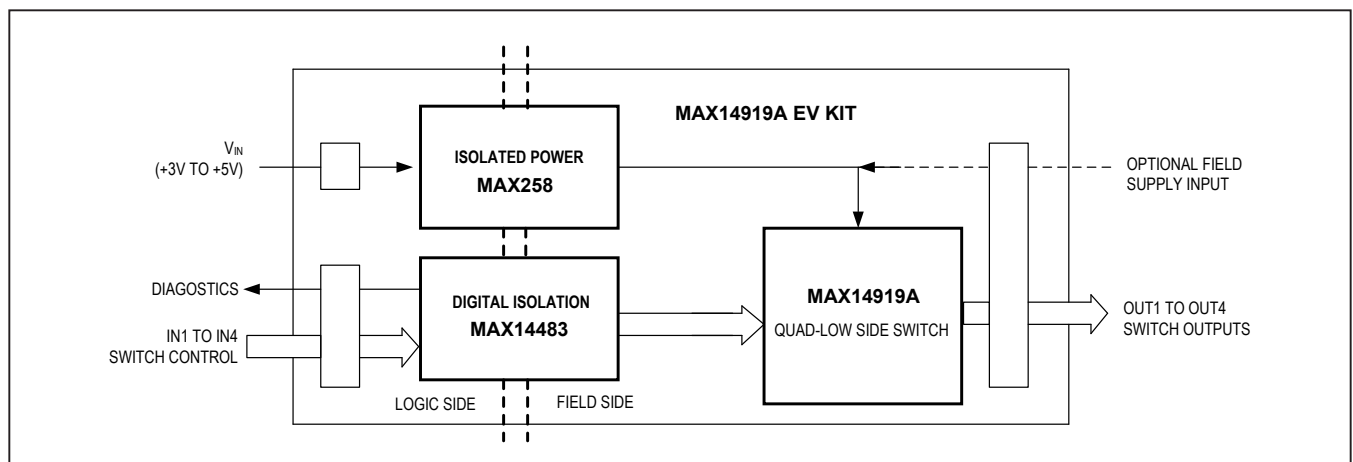 MAX14919A EV KIT
V_IN
(+3V TO +5V)
ISOLATED POWER
MAX258
OPTIONAL FIELD
SUPPLY INPUT
DIAGOSTICS
IN1 TO IN4
SWITCH CONTROL
DIGITAL ISOLATION
MAX14483
MAX14919A
QUAD-LOW SIDE SWITCH
OUT1 TO OUT4
SWITCH OUTPUTS
LOGIC SIDE
FIELD SIDE